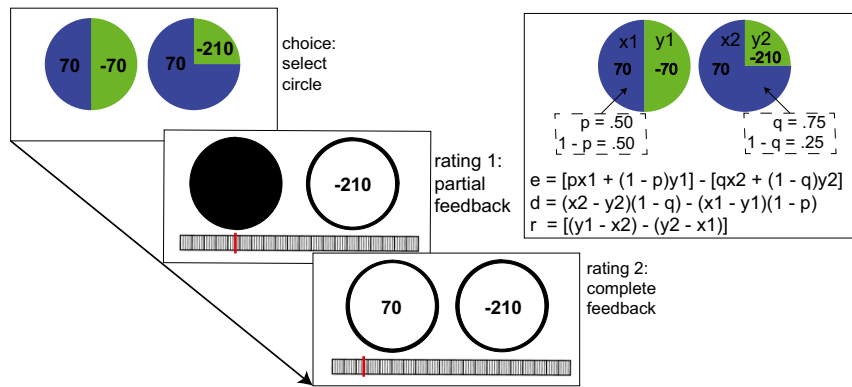 70
-70
70
-210
choice:
select
circle
-210
rating 1:
partial
feedback
70
-210
rating 2:
complete
feedback
x1 y1
70 -70
x2 y2
70 -210
p = .50
1 - p = .50
q = .75
1 - q = .25
e = [px1 + (1 - p)y1] - [qx2 + (1 - q)y2]
d = (x2 - y2)(1 - q) - (x1 - y1)(1 - p)
r = [(y1 - x2) - (y2 - x1)]